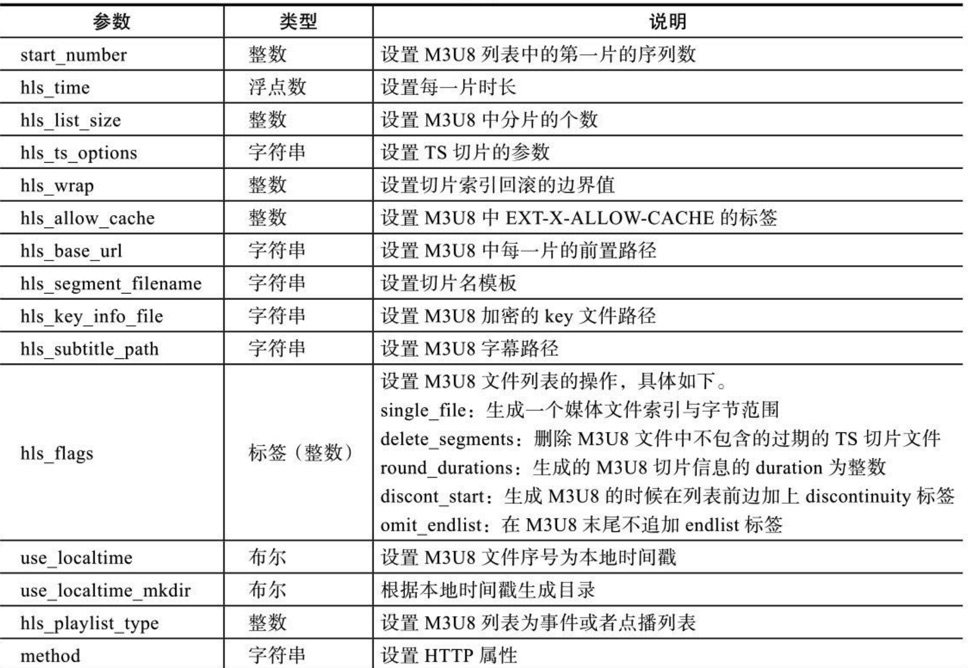 参数 类型 说明
start_number 整数 设置 M3U8 列表中的第一片的序列数
hls_time 浮点数 设置每一片时长
hls_list_size 整数 设置 M3U8 中分片的个数
hls_ts_options 字符串 设置 TS 切片的参数
hls_wrap 整数 设置切片索引回滚的边界值
hls_allow_cache 整数 设置 M3U8 中 EXT-X-ALLOW-CACHE 的标签
hls_base_url 字符串 设置 M3U8 中每一片的前置路径
hls_segment_filename 字符串 设置切片名模板
hls_key_info_file 字符串 设置 M3U8 加密的 key 文件路径
hls_subtitle_path 字符串 设置 M3U8 字幕路径
设置 M3U8 文件列表的操作，具体如下。
single_file：生成一个媒体文件索引与字节范围
delete_segments：删除 M3U8 文件中不包含的过期的 TS 切片文件
hls_flags 标签（整数） round_durations：生成的 M3U8 切片信息的 duration 为整数
discont_start：生成 M3U8 的时候在列表前边加上 discontinuity 标签
omit_endlist：在 M3U8 末尾不追加 endlist 标签
use_localtime 布尔 设置 M3U8 文件序号为本地时间戳
use_localtime_mkdir 布尔 根据本地时间戳生成目录
hls_playlist_type 整数 设置 M3U8 列表为事件或者点播列表
method 字符串 设置 HTTP 属性